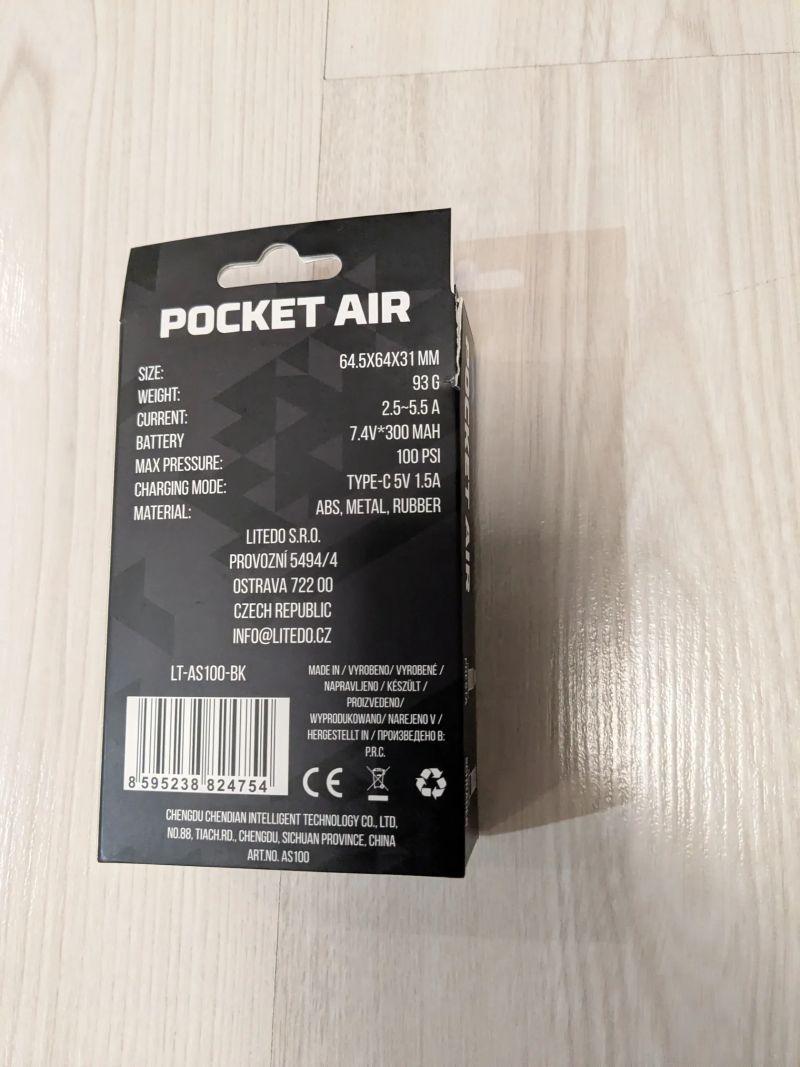 POCKET AIR
SIZE: 64.5X64X31 MM
WEIGHT: 93 G
CURRENT: 2.5~5.5 A
BATTERY 7.4V*300 MAH
MAX PRESSURE: 100 PSI
CHARGING MODE: TYPE-C 5V 1.5A
MATERIAL: ABS, METAL, RUBBER
LITEDO S.R.O.
PROVOZNÍ 5494/4
OSTRAVA 722 00
CZECH REPUBLIC
INFO@LITEDO.CZ
LT-AS100-BK
8 595238 824754
MADE IN / VYROBENO/ VYROBENÉ /
NAPRAVLJENO / KÉSZÜLT /
PROIZVEDENO/
WYPRODUKOWANO/ NAREJENO V /
HERGESTELLT IN / ПРОИЗВЕДЕНО В:
P.R.C.
CE
CHENGDU CHENDIAN INTELLIGENT TECHNOLOGY CO., LTD,
NO.88, TIACH.RD., CHENGDU, SICHUAN PROVINCE, CHINA
ART.NO. AS100
POCKET AIR